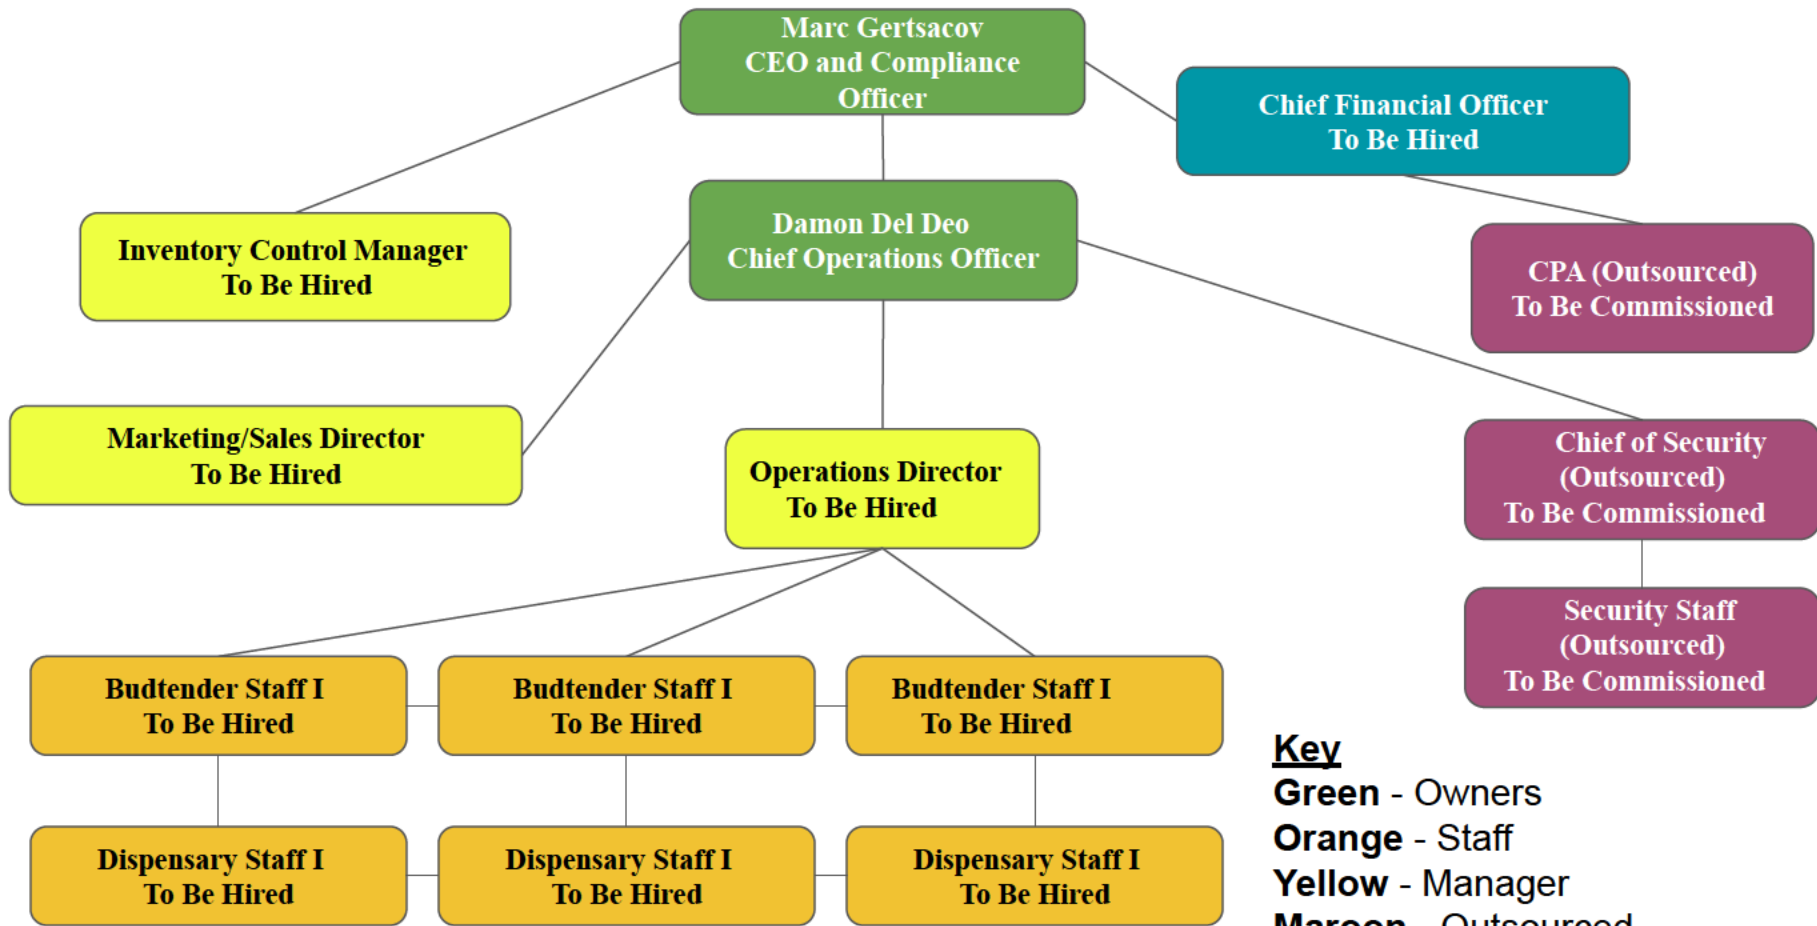 Marc Gertsacov
CEO and Compliance
Officer
Chief Financial Officer
To Be Hired
Damon Del Deo
Chief Operations Officer
Inventory Control Manager
To Be Hired
CPA (Outsourced)
To Be Commissioned
Marketing/Sales Director
To Be Hired
Operations Director
To Be Hired
Chief of Security
(Outsourced)
To Be Commissioned
Security Staff
(Outsourced)
To Be Commissioned
Budtender Staff I
To Be Hired
Budtender Staff I
To Be Hired
Budtender Staff I
To Be Hired
Dispensary Staff I
To Be Hired
Dispensary Staff I
To Be Hired
Dispensary Staff I
To Be Hired
Key
Green - Owners
Orange - Staff
Yellow - Manager
Maroon - Outsourced